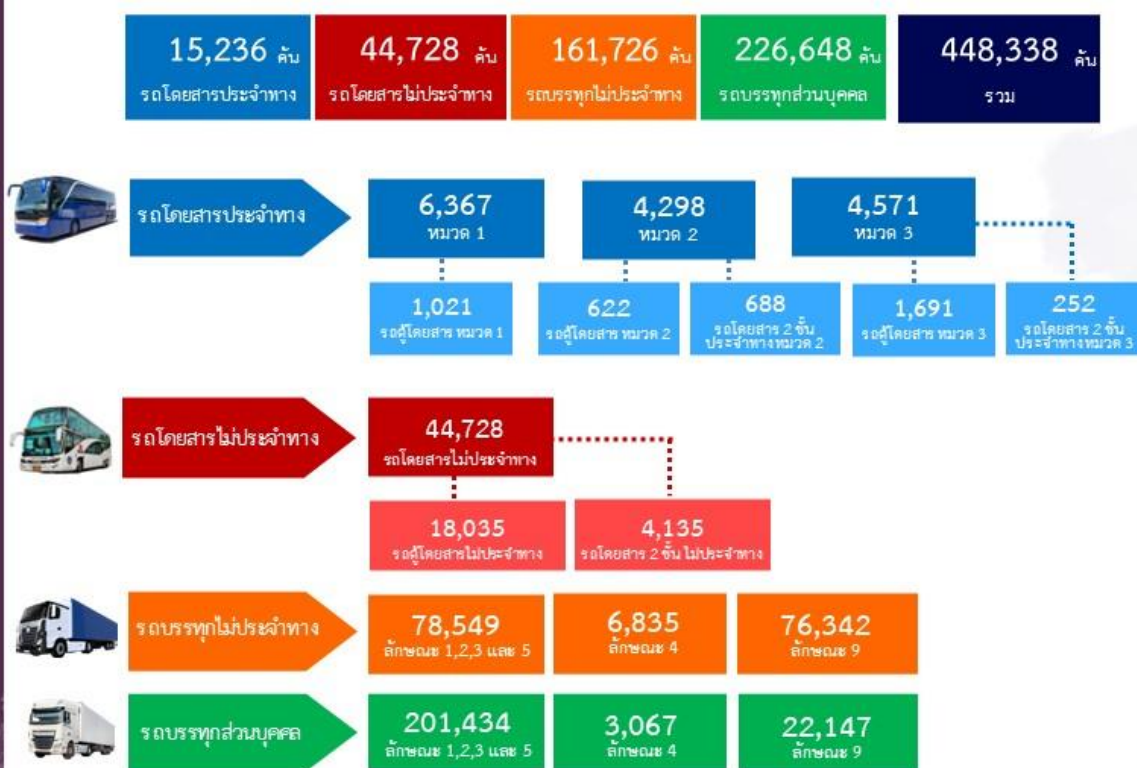 15,236 คัน
รถโดยสารประจำทาง
44,728 คัน
รถโดยสารไม่ประจำทาง
161,726 คัน
รถบรรทุกไม่ประจำทาง
226,648 คัน
รถบรรทุกส่วนบุคคล
448,338 คัน
รวม
รถโดยสารประจำทาง
6,367
หมวด 1
4,298
หมวด 2
4,571
หมวด 3
1,021
รถตู้โดยสาร หมวด 1
622
รถตู้โดยสาร หมวด 2
688
รถโดยสาร 2 ชั้น
ประจำทางหมวด 2
1,691
รถตู้โดยสาร หมวด 3
252
รถโดยสาร 2 ชั้น
ประจำทางหมวด 3
รถโดยสารไม่ประจำทาง
44,728
รถโดยสารไม่ประจำทาง
18,035
รถตู้โดยสารไม่ประจำทาง
4,135
รถโดยสาร 2 ชั้น ไม่ประจำทาง
รถบรรทุกไม่ประจำทาง
78,549
ลักษณะ 1,2,3 และ 5
6,835
ลักษณะ 4
76,342
ลักษณะ 9
รถบรรทุกส่วนบุคคล
201,434
ลักษณะ 1,2,3 และ 5
3,067
ลักษณะ 4
22,147
ลักษณะ 9